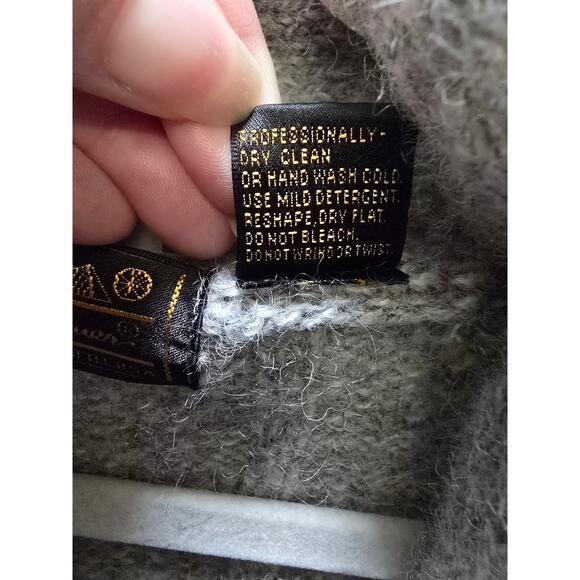 PROFESSIONALLY-
DRY CLEAN
OR HAND WASH COLD.
USE MILD DETERGENT.
RESHAPE, DRY FLAT.
DO NOT BLEACH.
DO NOT WRING OR TWIST.